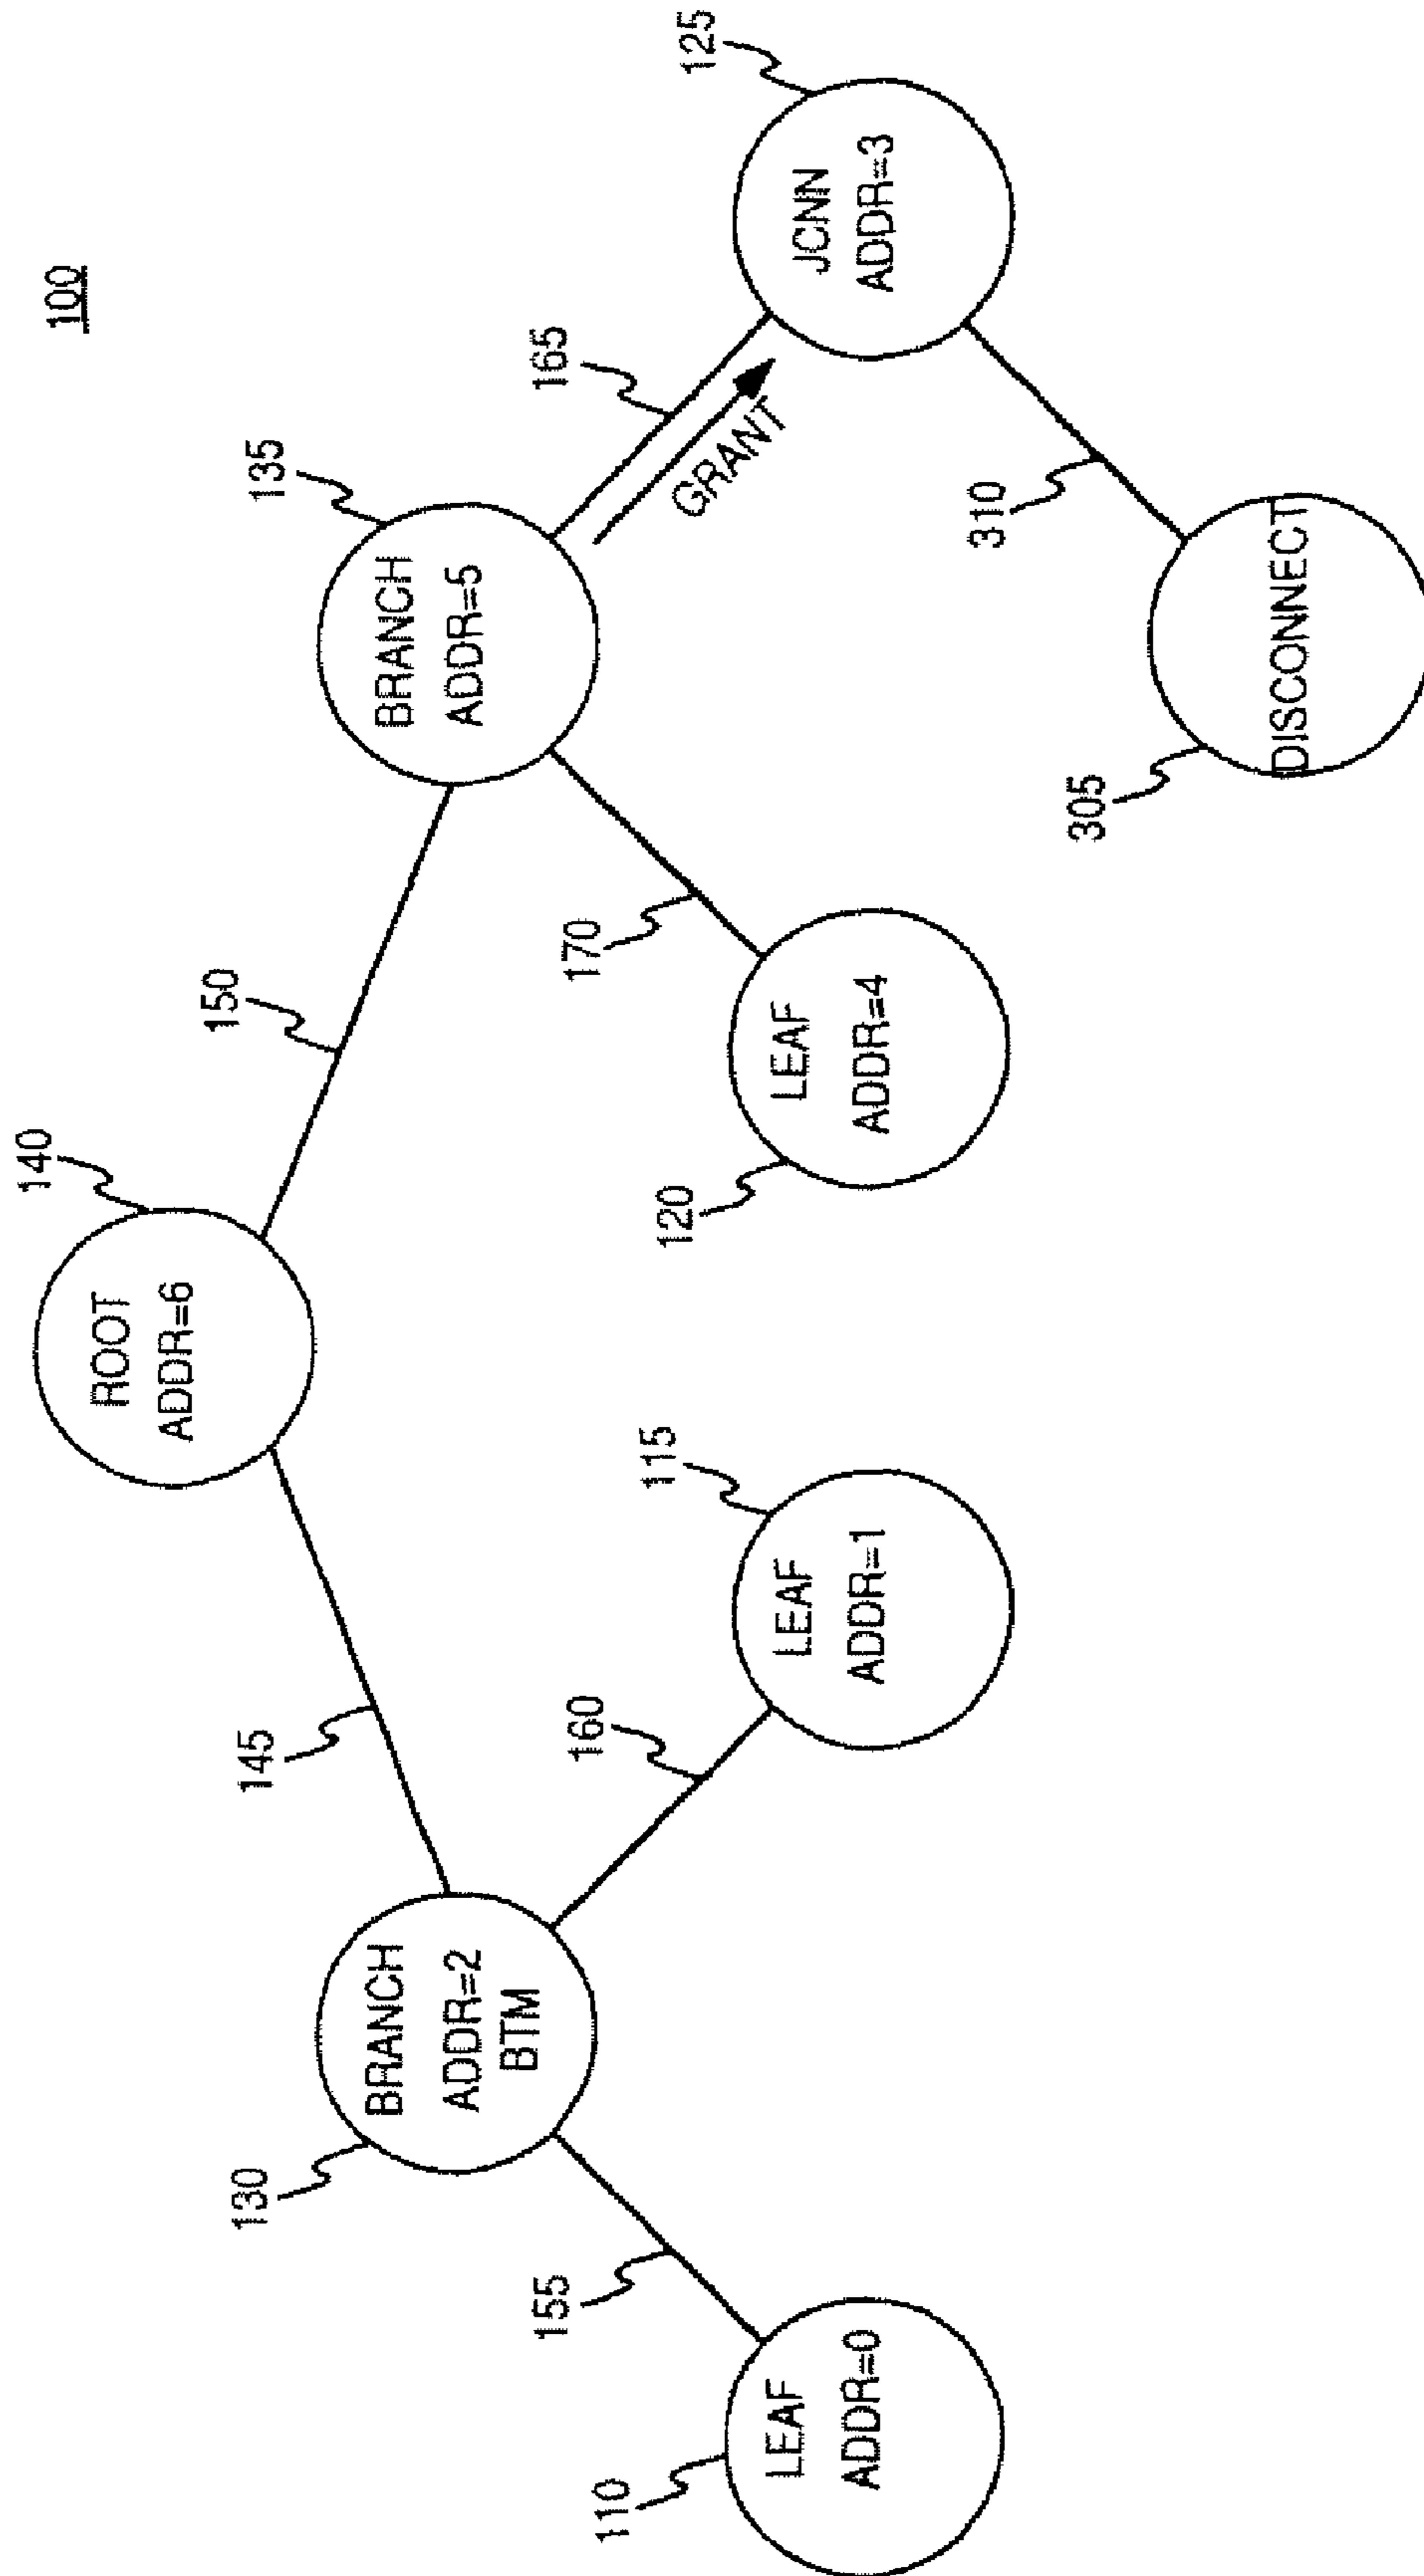 100
140
ROOT
ADDR=6
145
150
130
BRANCH
ADDR=2
BTM
135
BRANCH
ADDR=5
155
160
170
165
GRANT
110
LEAF
ADDR=0
115
LEAF
ADDR=1
120
LEAF
ADDR=4
125
JCNN
ADDR=3
310
305
DISCONNECT